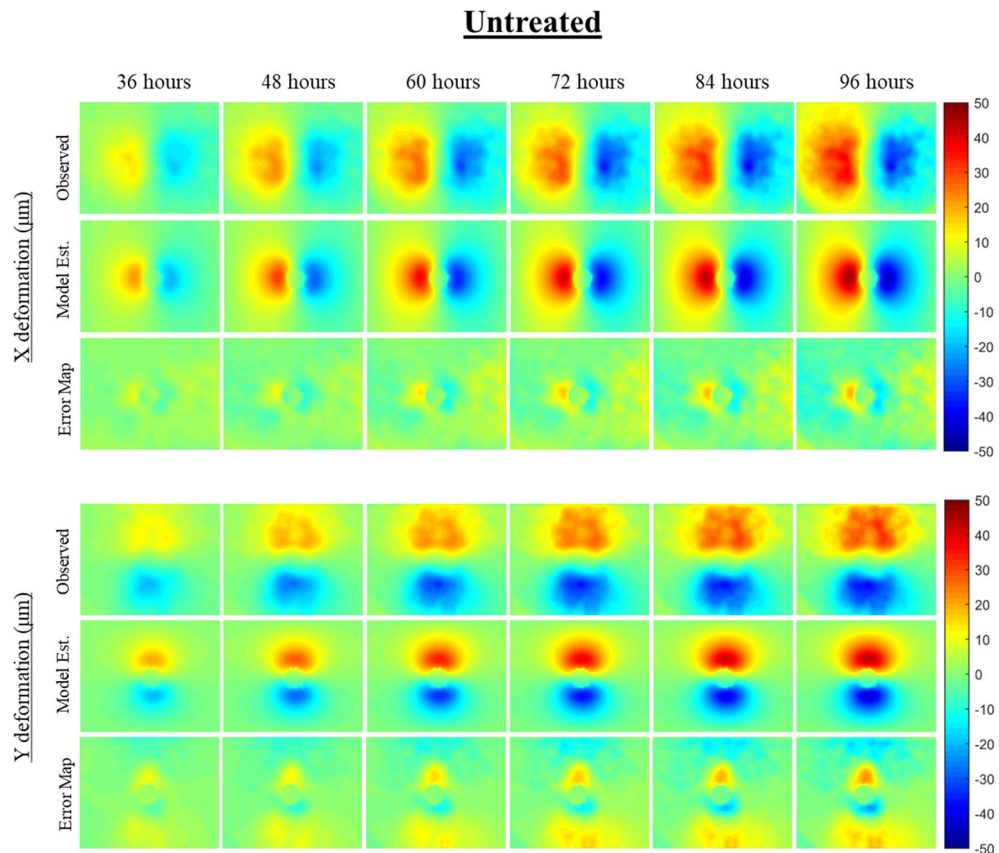 Untreated
36 hours 48 hours 60 hours 72 hours 84 hours 96 hours
X deformation (µm)
Observed
Model Est.
Error Map
50
40
30
20
10
0
-10
-20
-30
-40
-50
Y deformation (µm)
Observed
Model Est.
Error Map
50
40
30
20
10
0
-10
-20
-30
-40
-50